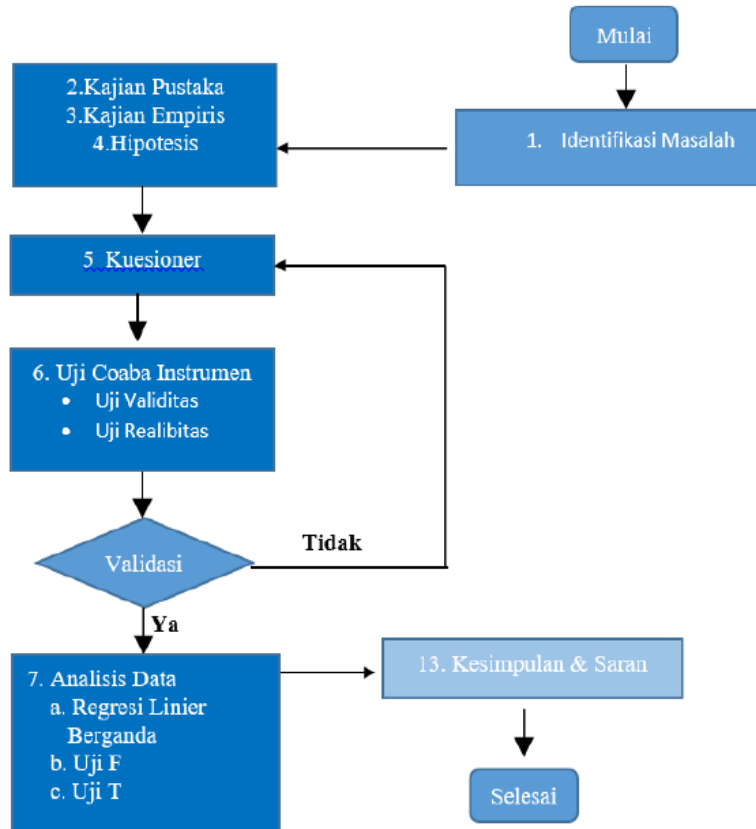 Mulai
1. Identifikasi Masalah
2.Kajian Pustaka
3.Kajian Empiris
4.Hipotesis
5 Kuesioner
6. Uji Coaba Instrumen
• Uji Validitas
• Uji Realibitas
Validasi
Tidak
Ya
7. Analisis Data
a. Regresi Linier
Berganda
b. Uji F
c. Uji T
13. Kesimpulan & Saran
Selesai